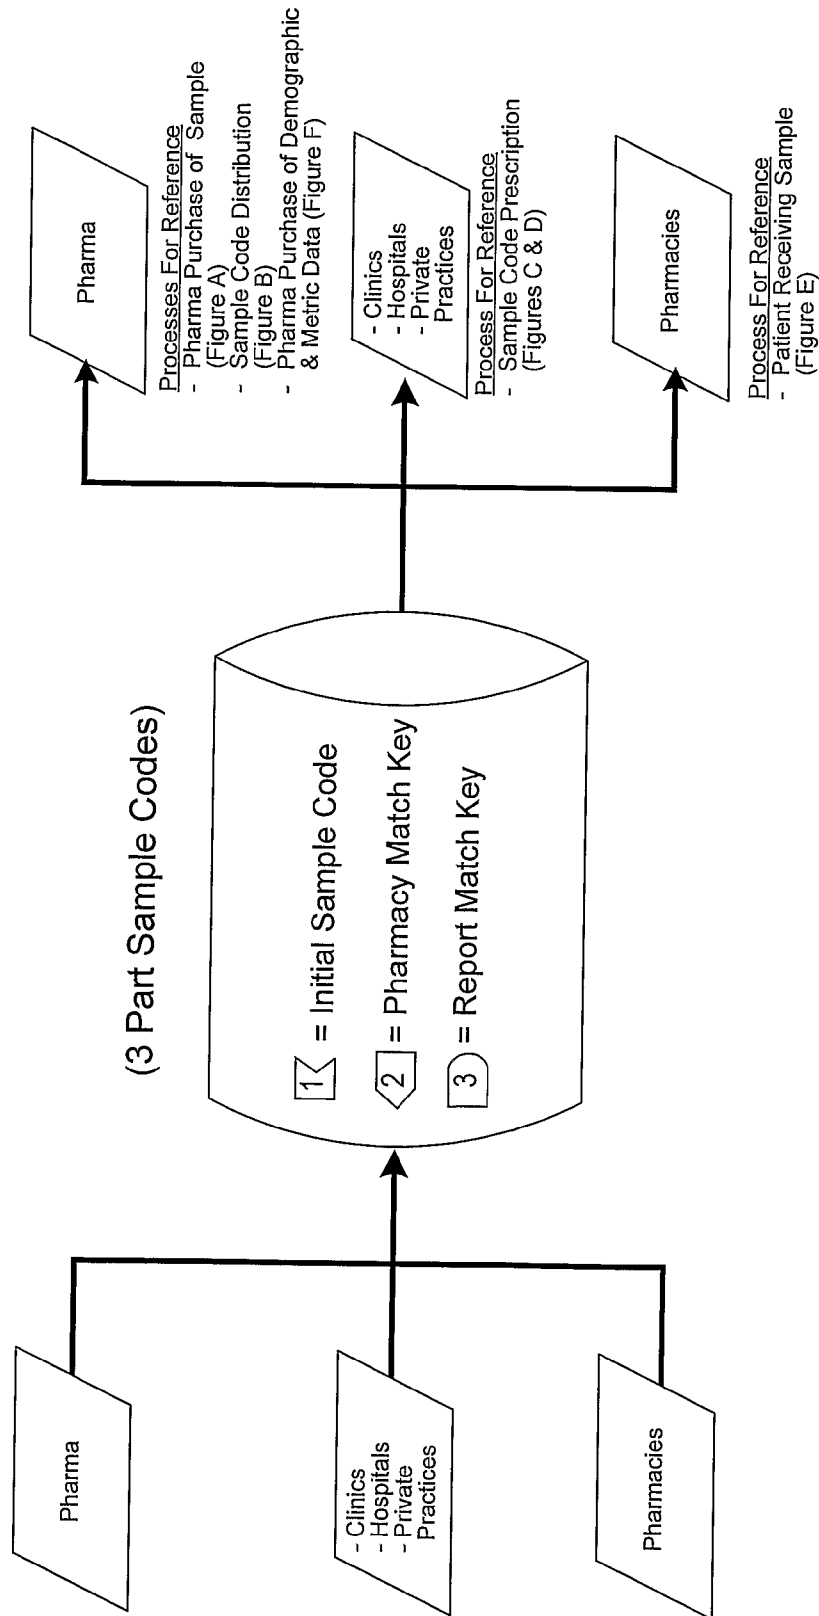 (3 Part Sample Codes)
Pharma
- Clinics
- Hospitals
- Private
Practices
Pharmacies
1 = Initial Sample Code
2 = Pharmacy Match Key
3 = Report Match Key
Pharma
Processes For Reference
- Pharma Purchase of Sample
(Figure A)
- Sample Code Distribution
(Figure B)
- Pharma Purchase of Demographic
& Metric Data (Figure F)
- Clinics
- Hospitals
- Private
Practices
Process For Reference
- Sample Code Prescription
(Figures C & D)
Pharmacies
Process For Reference
- Patient Receiving Sample
(Figure E)